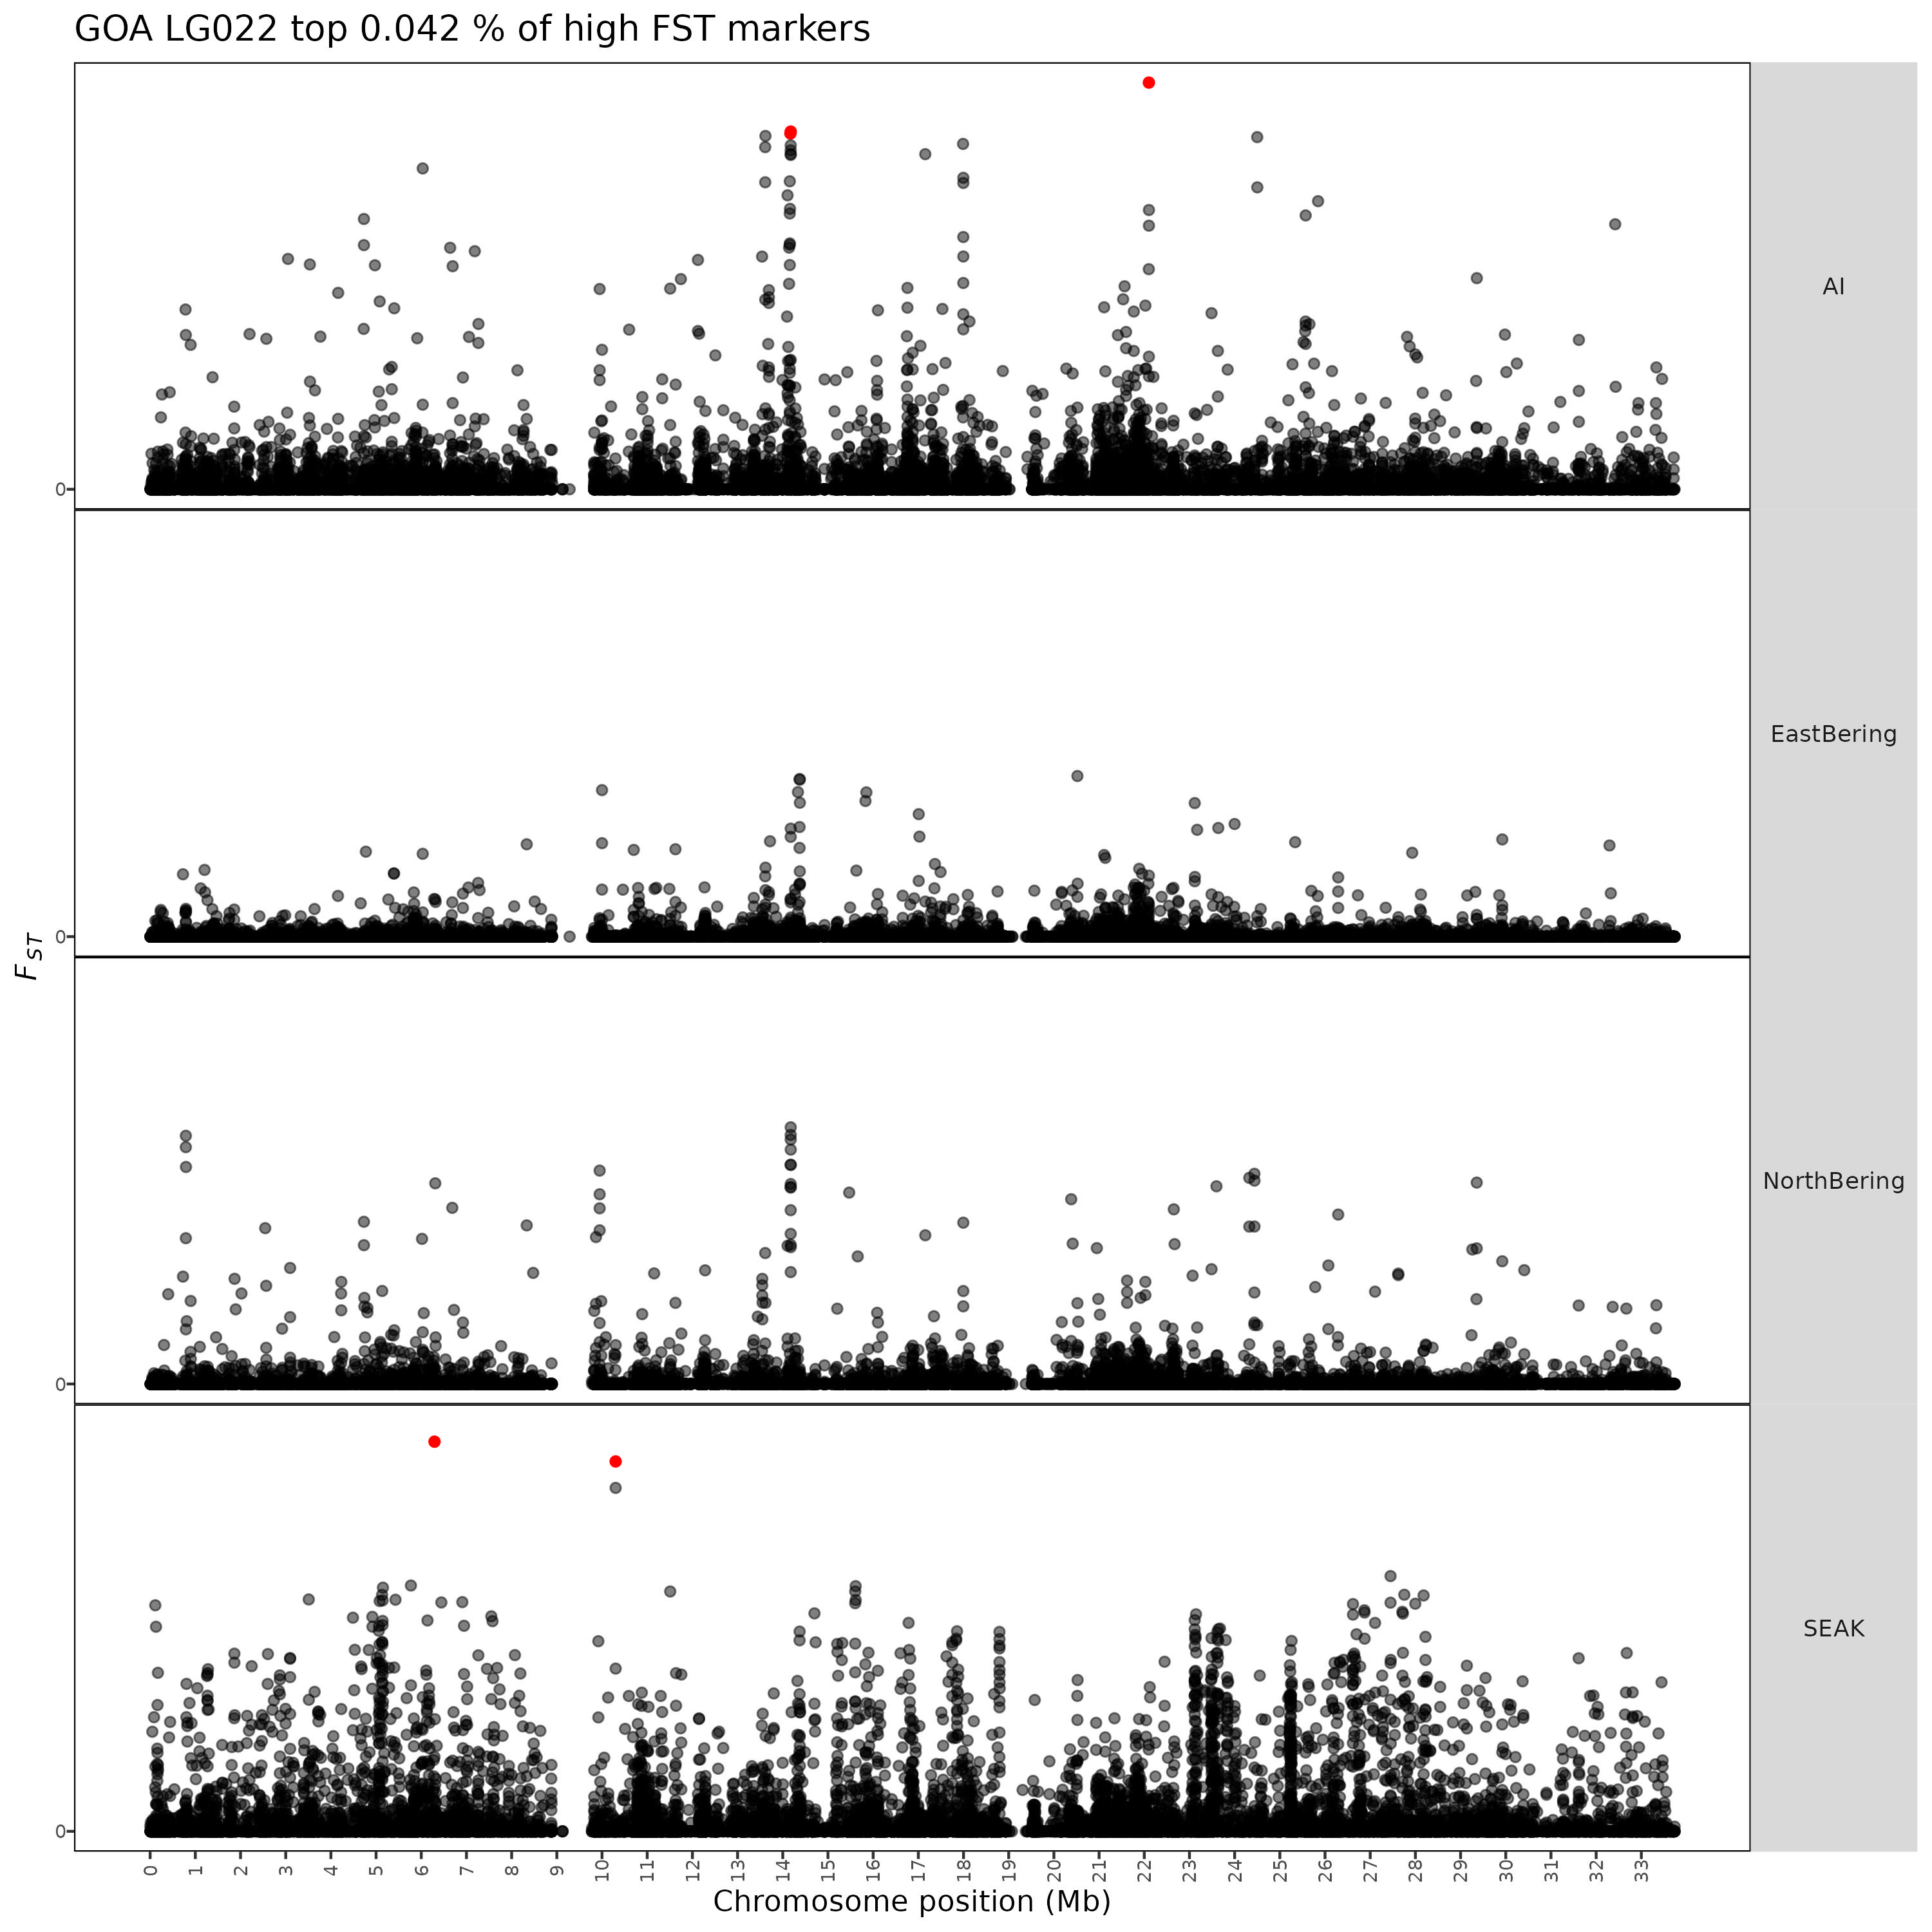 GOA LG022 top 0.042 % of high FST markers
AI
0
EastBering
0
NorthBering
0
SEAK
0
FST
0 1 2 3 4 5 6 7 8 9 10 11 12 13 14 15 16 17 18 19 20 21 22 23 24 25 26 27 28 29 30 31 32 33
Chromosome position (Mb)